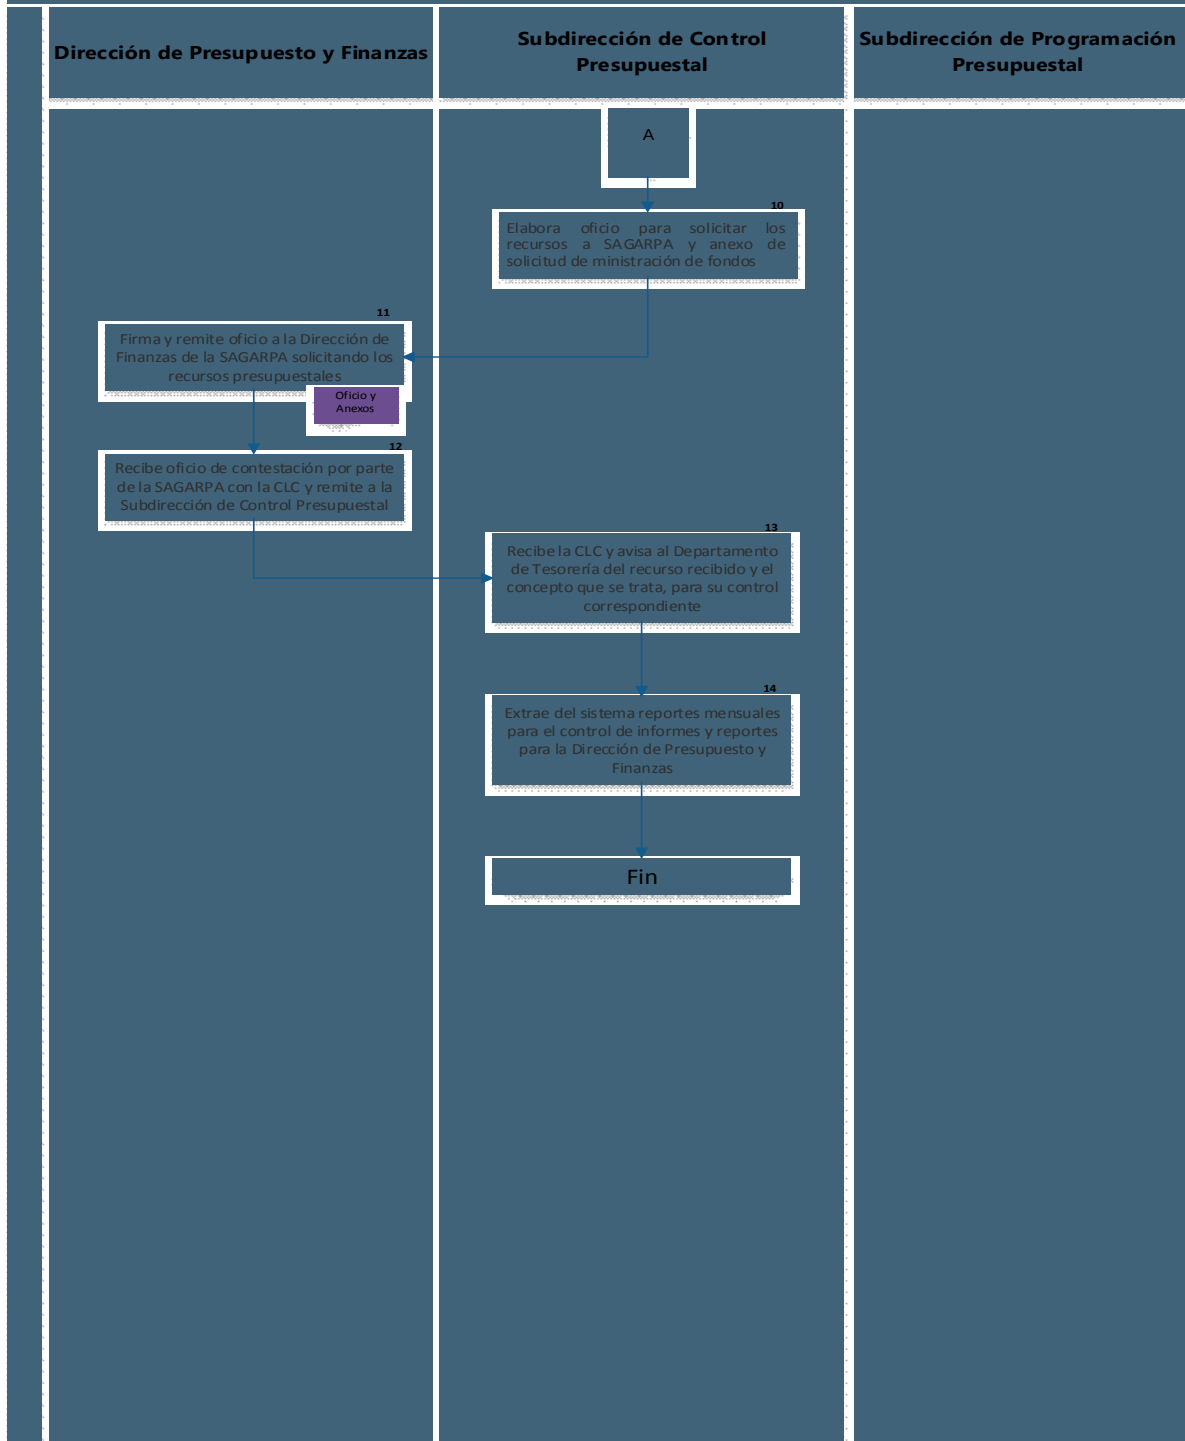 Dirección de Presupuesto y Finanzas
Subdirección de Control
Presupuestal
Subdirección de Programación
Presupuestal
A
10
Elabora oficio para solicitar los
recursos a SAGARPA y anexo de
solicitud de ministración de fondos
11
Firma y remite oficio a la Dirección de
Finanzas de la SAGARPA solicitando los
recursos presupuestales
Oficio y
Anexos
12
Recibe oficio de contestación por parte
de la SAGARPA con la CLC y remite a la
Subdirección de Control Presupuestal
13
Recibe la CLC y avisa al Departamento
de Tesorería del recurso recibido y el
concepto que se trata, para su control
correspondiente
14
Extrae del sistema reportes mensuales
para el control de informes y reportes
para la Dirección de Presupuesto y
Finanzas
Fin